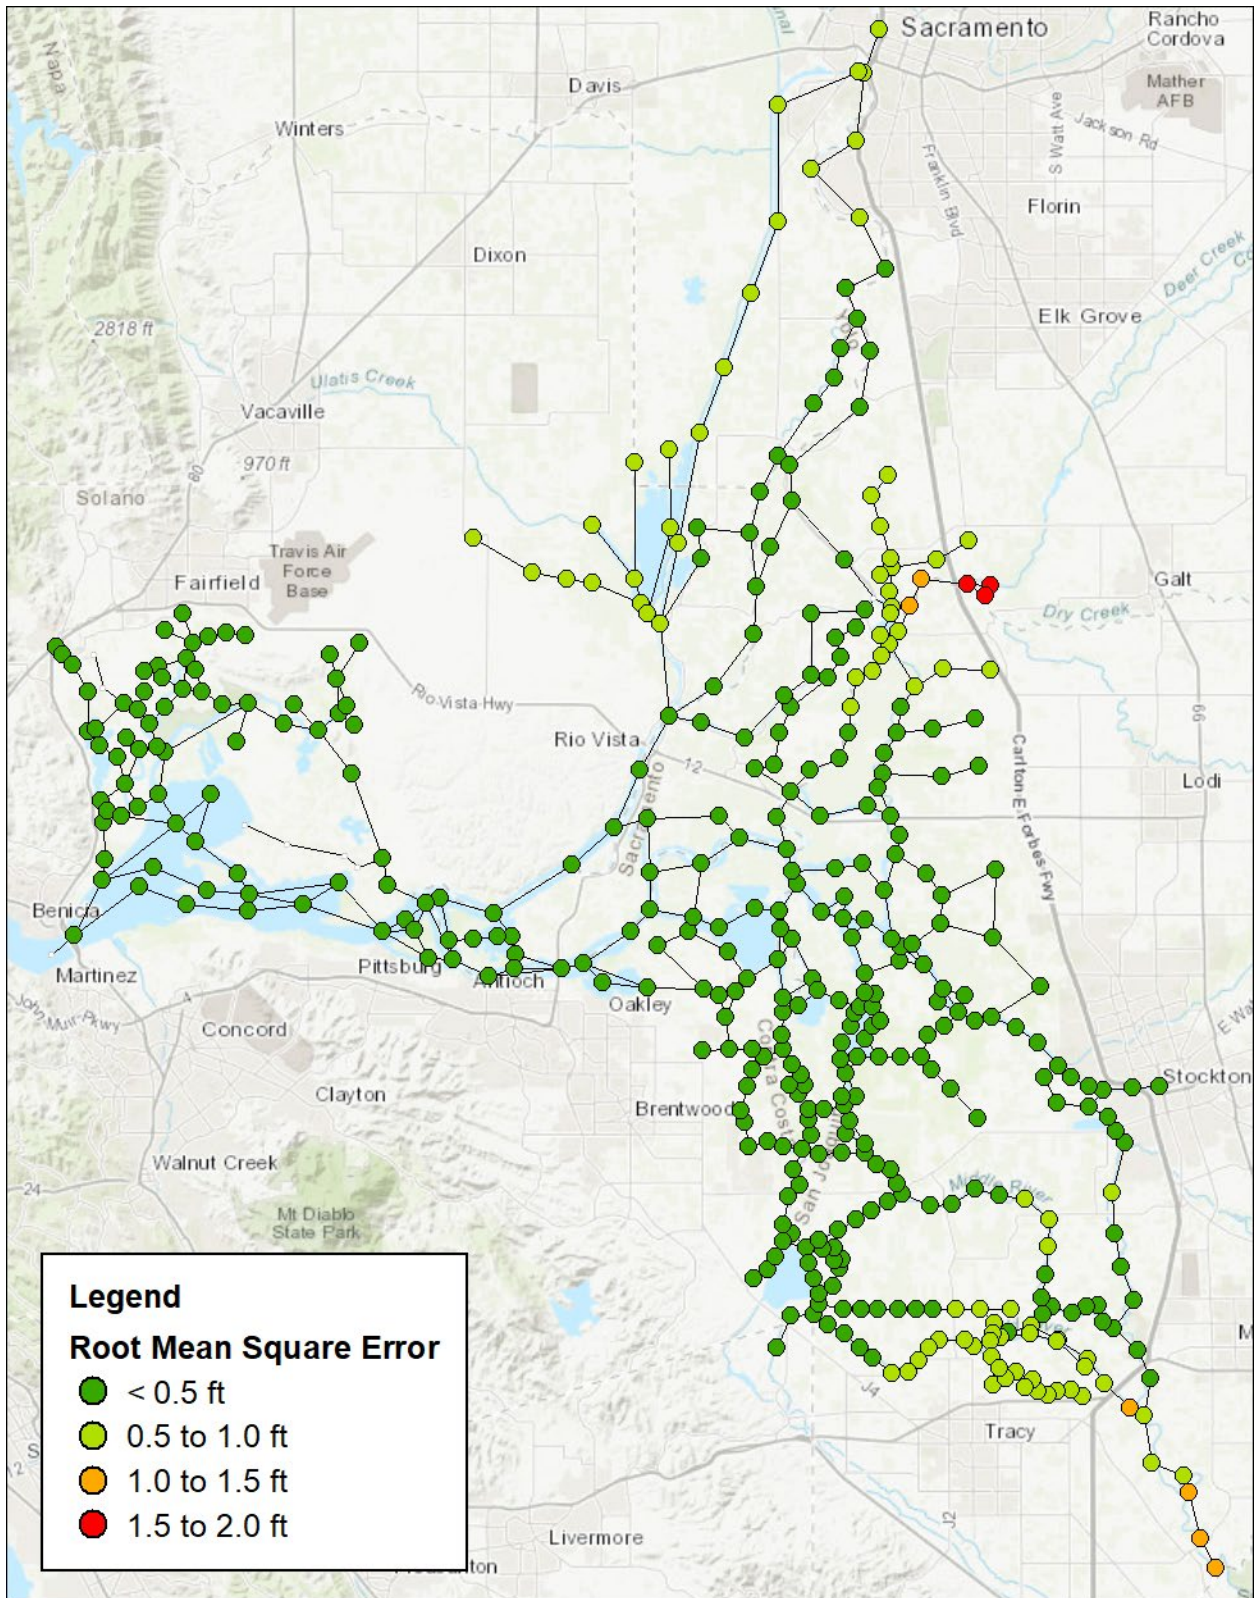 Sacramento
Rancho
Cordova
Napa
Davis
Mather
AFB
Winters
Jackson Rd
S Watt Ave
Franklin Blvd
Florin
Dixon
Deer Creek
Elk Grove
2818 ft
Yolo
Ulatis Creek
Vacaville
80
970 ft
Solano
Travis Air
Force
Base
Fairfield
Galt
Dry Creek
Rio-Vista-Hwy
Rio Vista
99
12
Carlton-E-Forbes-Fwy
Lodi
Sacramento
Benicia
Pittsburg
Antioch
Martinez
Oakley
4
John-Muir-Pkwy
Concord
Contra Costa
Stockton
Clayton
Brentwood
San Joaquin
Walnut Creek
24
Middle River
Mt Diablo
State Park
Legend
Root Mean Square Error
< 0.5 ft
0.5 to 1.0 ft
1.0 to 1.5 ft
1.5 to 2.0 ft
M
J4
Tracy
S
12
J2
Livermore